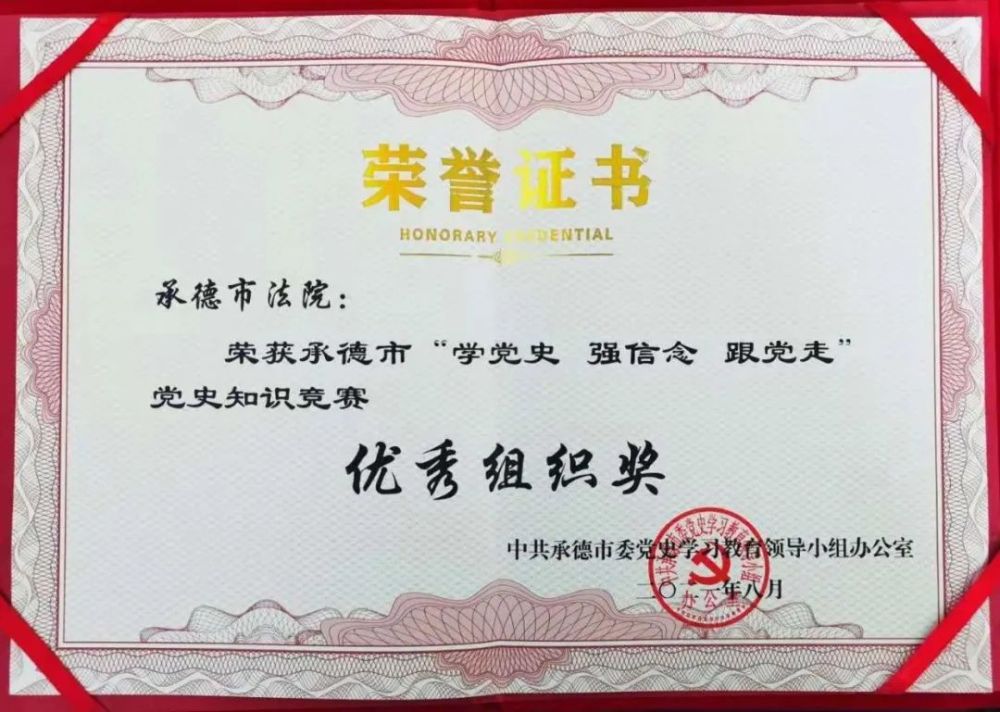 荣誉证书
HONORARY CREDENTIAL
承德市法院：
荣获承德市“学党史 强信念 跟党走”
党史知识竞赛
优秀组织奖
中共承德市委党史学习教育领导小组办公室
二〇二一年八月